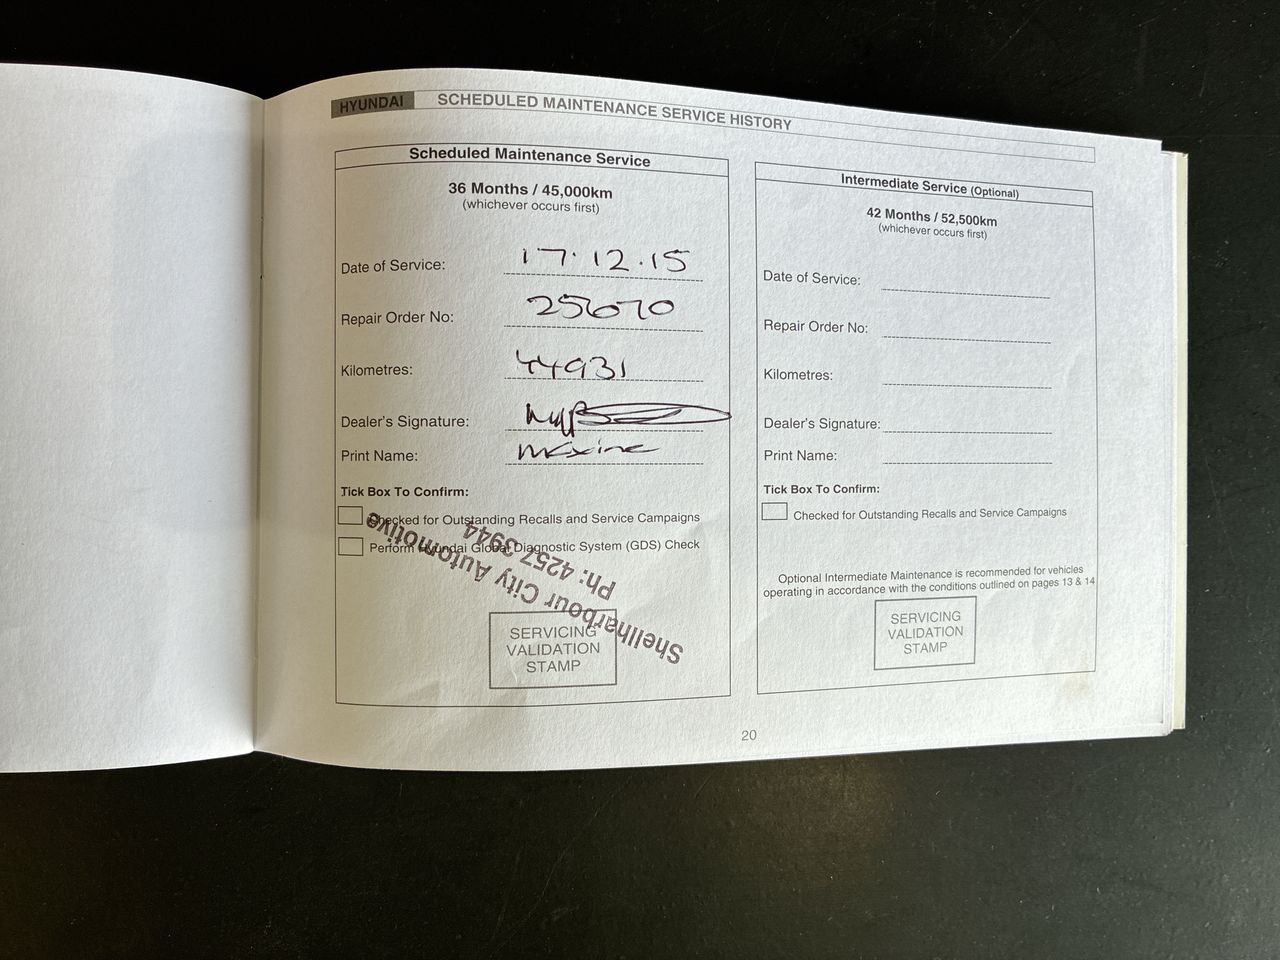 HYUNDAI SCHEDULED MAINTENANCE SERVICE HISTORY
Scheduled Maintenance Service
36 Months / 45,000km
(whichever occurs first)
Date of Service: 17.12.15
Repair Order No: 25670
Kilometres: 44931
Dealer's Signature:
Print Name: Maxine
Tick Box To Confirm:
Checked for Outstanding Recalls and Service Campaigns
Perform Hyundai Global Diagnostic System (GDS) Check
Shellharbour City Automotive
Ph: 4257 3944
SERVICING
VALIDATION
STAMP
Intermediate Service (Optional)
42 Months / 52,500km
(whichever occurs first)
Date of Service:
Repair Order No:
Kilometres:
Dealer's Signature:
Print Name:
Tick Box To Confirm:
Checked for Outstanding Recalls and Service Campaigns
Optional Intermediate Maintenance is recommended for vehicles
operating in accordance with the conditions outlined on pages 13 & 14
SERVICING
VALIDATION
STAMP
20